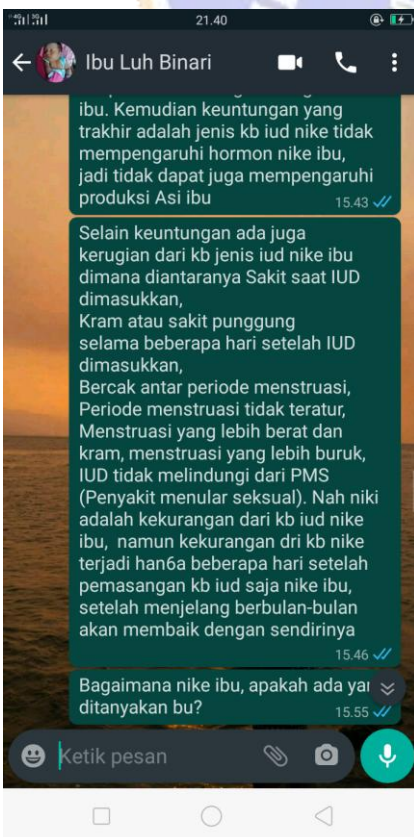 21.40
Ibu Luh Binari
ibu. Kemudian keuntungan yang
trakhir adalah jenis kb iud nike tidak
mempengaruhi hormon nike ibu,
jadi tidak dapat juga mempengaruhi
produksi Asi ibu
15.43
Selain keuntungan ada juga
kerugian dari kb jenis iud nike ibu
dimana diantaranya Sakit saat IUD
dimasukkan,
Kram atau sakit punggung
selama beberapa hari setelah IUD
dimasukkan,
Bercak antar periode menstruasi,
Periode menstruasi tidak teratur,
Menstruasi yang lebih berat dan
kram, menstruasi yang lebih buruk,
IUD tidak melindungi dari PMS
(Penyakit menular seksual). Nah niki
adalah kekurangan dari kb iud nike
ibu, namun kekurangan dri kb nike
terjadi han6a beberapa hari setelah
pemasangan kb iud saja nike ibu,
setelah menjelang berbulan-bulan
akan membaik dengan sendirinya
15.46
Bagaimana nike ibu, apakah ada
ditanyakan bu?
15.55
Ketik pesan